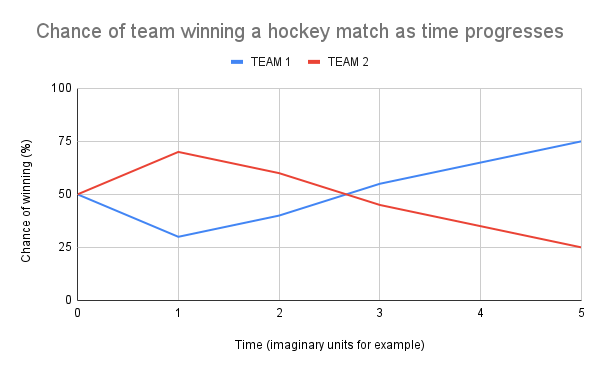 Chance of team winning a hockey match as time progresses
TEAM 1 TEAM 2
Chance of winning (%)
100
75
50
25
0
0 1 2 3 4 5
Time (imaginary units for example)